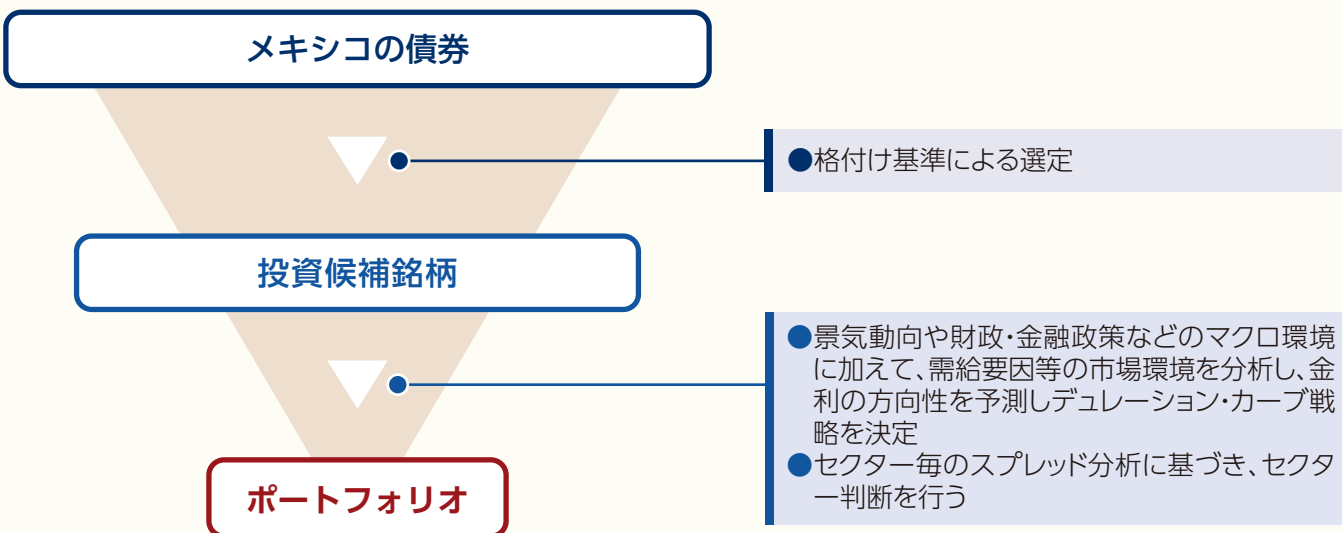 メキシコの債券
●格付け基準による選定
投資候補銘柄
●景気動向や財政・金融政策などのマクロ環境
に加えて、需給要因等の市場環境を分析し、金
利の方向性を予測しデュレーション・カーブ戦
略を決定
●セクター毎のスプレッド分析に基づき、セクタ
ー判断を行う
ポートフォリオ